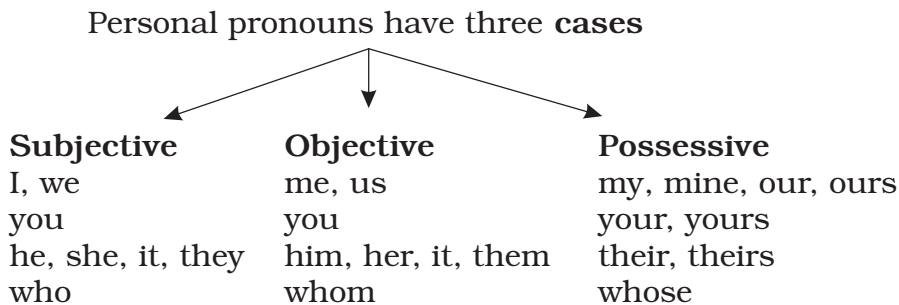 Personal pronouns have three cases
Subjective Objective Possessive
I, we me, us my, mine, our, ours
you you your, yours
he, she, it, they him, her, it, them their, theirs
who whom whose